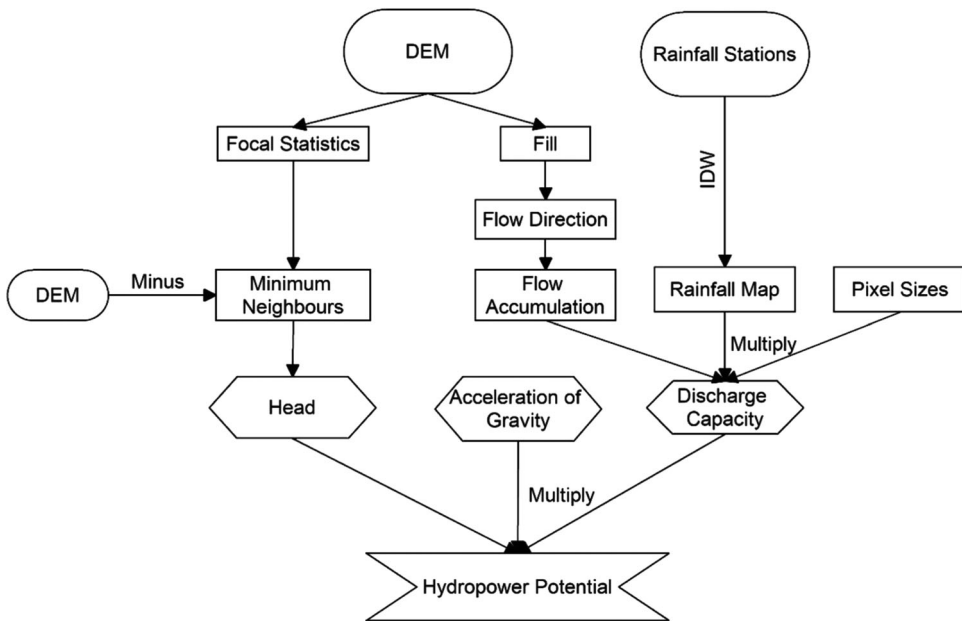 DEM
Rainfall Stations
Focal Statistics
Fill
IDW
Flow Direction
DEM
Minus
Minimum
Neighbours
Flow
Accumulation
Rainfall Map
Pixel Sizes
Multiply
Head
Acceleration of
Gravity
Discharge
Capacity
Multiply
Hydropower Potential